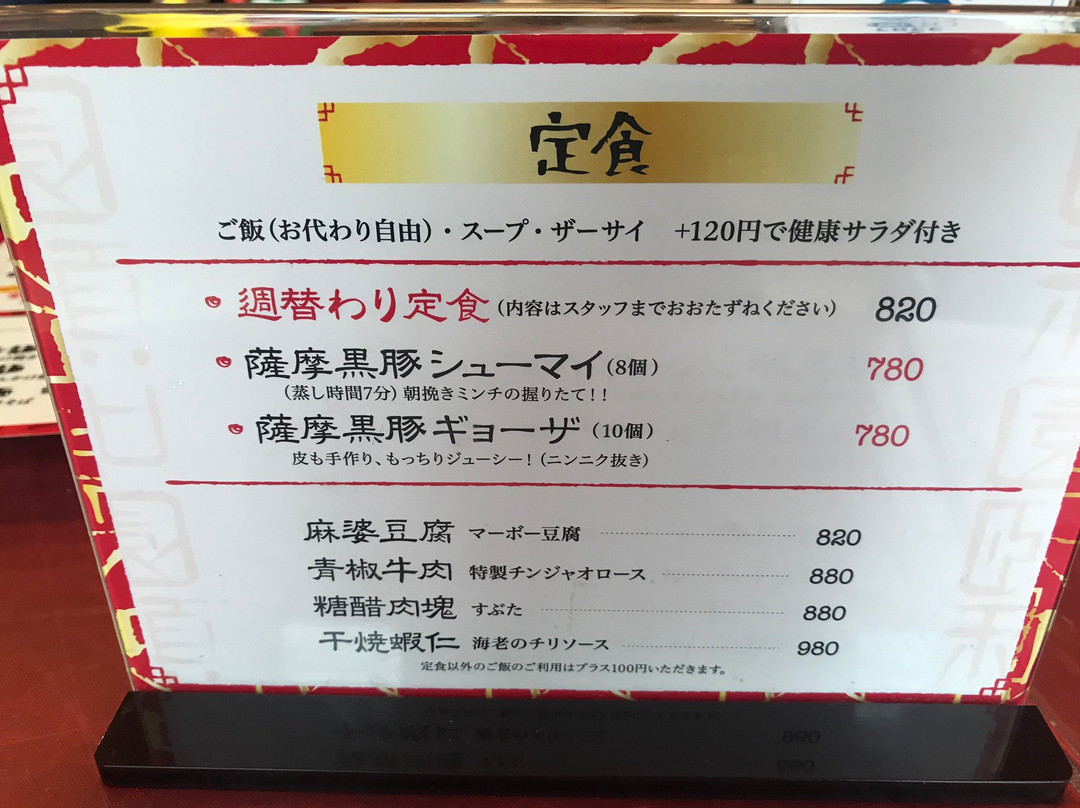 定食
ご飯(お代わり自由)・スープ・ザーサイ +120円で健康サラダ付き
週替わり定食(内容はスタッフまでおおたずねください) 820
薩摩黒豚シューマイ(8個) 780
(蒸し時間7分)朝挽きミンチの握りたて!!
薩摩黒豚ギョーザ(10個) 780
皮も手作り、もっちりジューシー!(ニンニク抜き)
麻婆豆腐 マーボー豆腐 820
青椒牛肉 特製チンジャオロース 880
糖醋肉塊 すぶた 880
干焼蝦仁 海老のチリソース 980
定食以外のご飯のご利用はプラス100円いただきます。